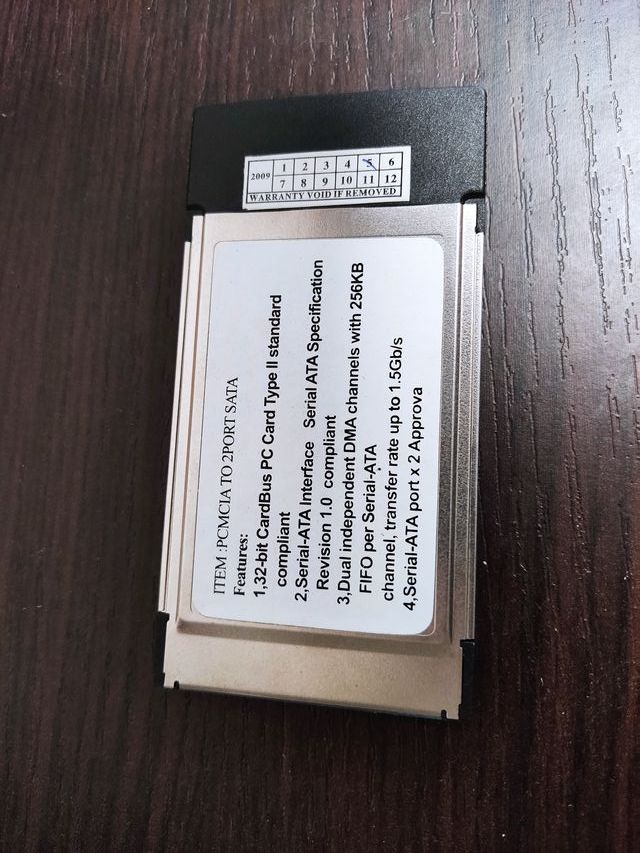 2009 1 2 3 4 5 6
7 8 9 10 11 12
WARRANTY VOID IF REMOVED
ITEM :PCMCIA TO 2PORT SATA
Features:
1,32-bit CardBus PC Card Type II standard
compliant
2,Serial-ATA Interface Serial ATA Specification
Revision 1.0 compliant
3,Dual independent DMA channels with 256KB
FIFO per Serial-ATA
channel, transfer rate up to 1.5Gb/s
4,Serial-ATA port x 2 Approva